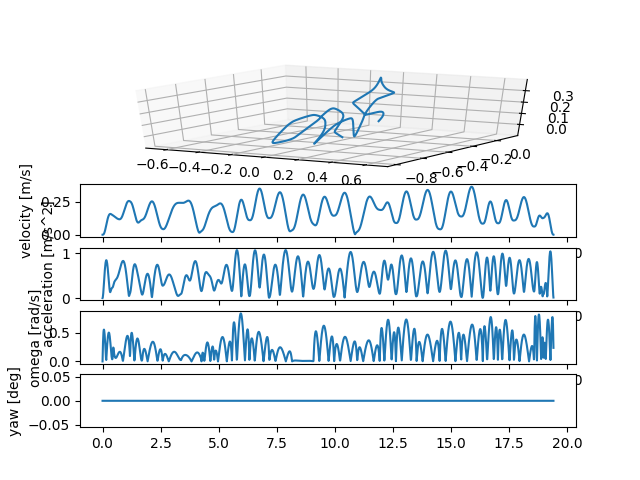 0.3
0.2
0.1
0.0
−0.6 −0.4 −0.2 0.0 0.2 0.4 0.6
−0.8 −0.6 −0.4 −0.2 0.0
velocity [m/s]
0.25
0.00
acceleration [m/s^2]
1
0
omega [rad/s]
0.5
0.0
yaw [deg]
0.05
0.00
−0.05
0.0 2.5 5.0 7.5 10.0 12.5 15.0 17.5 20.0